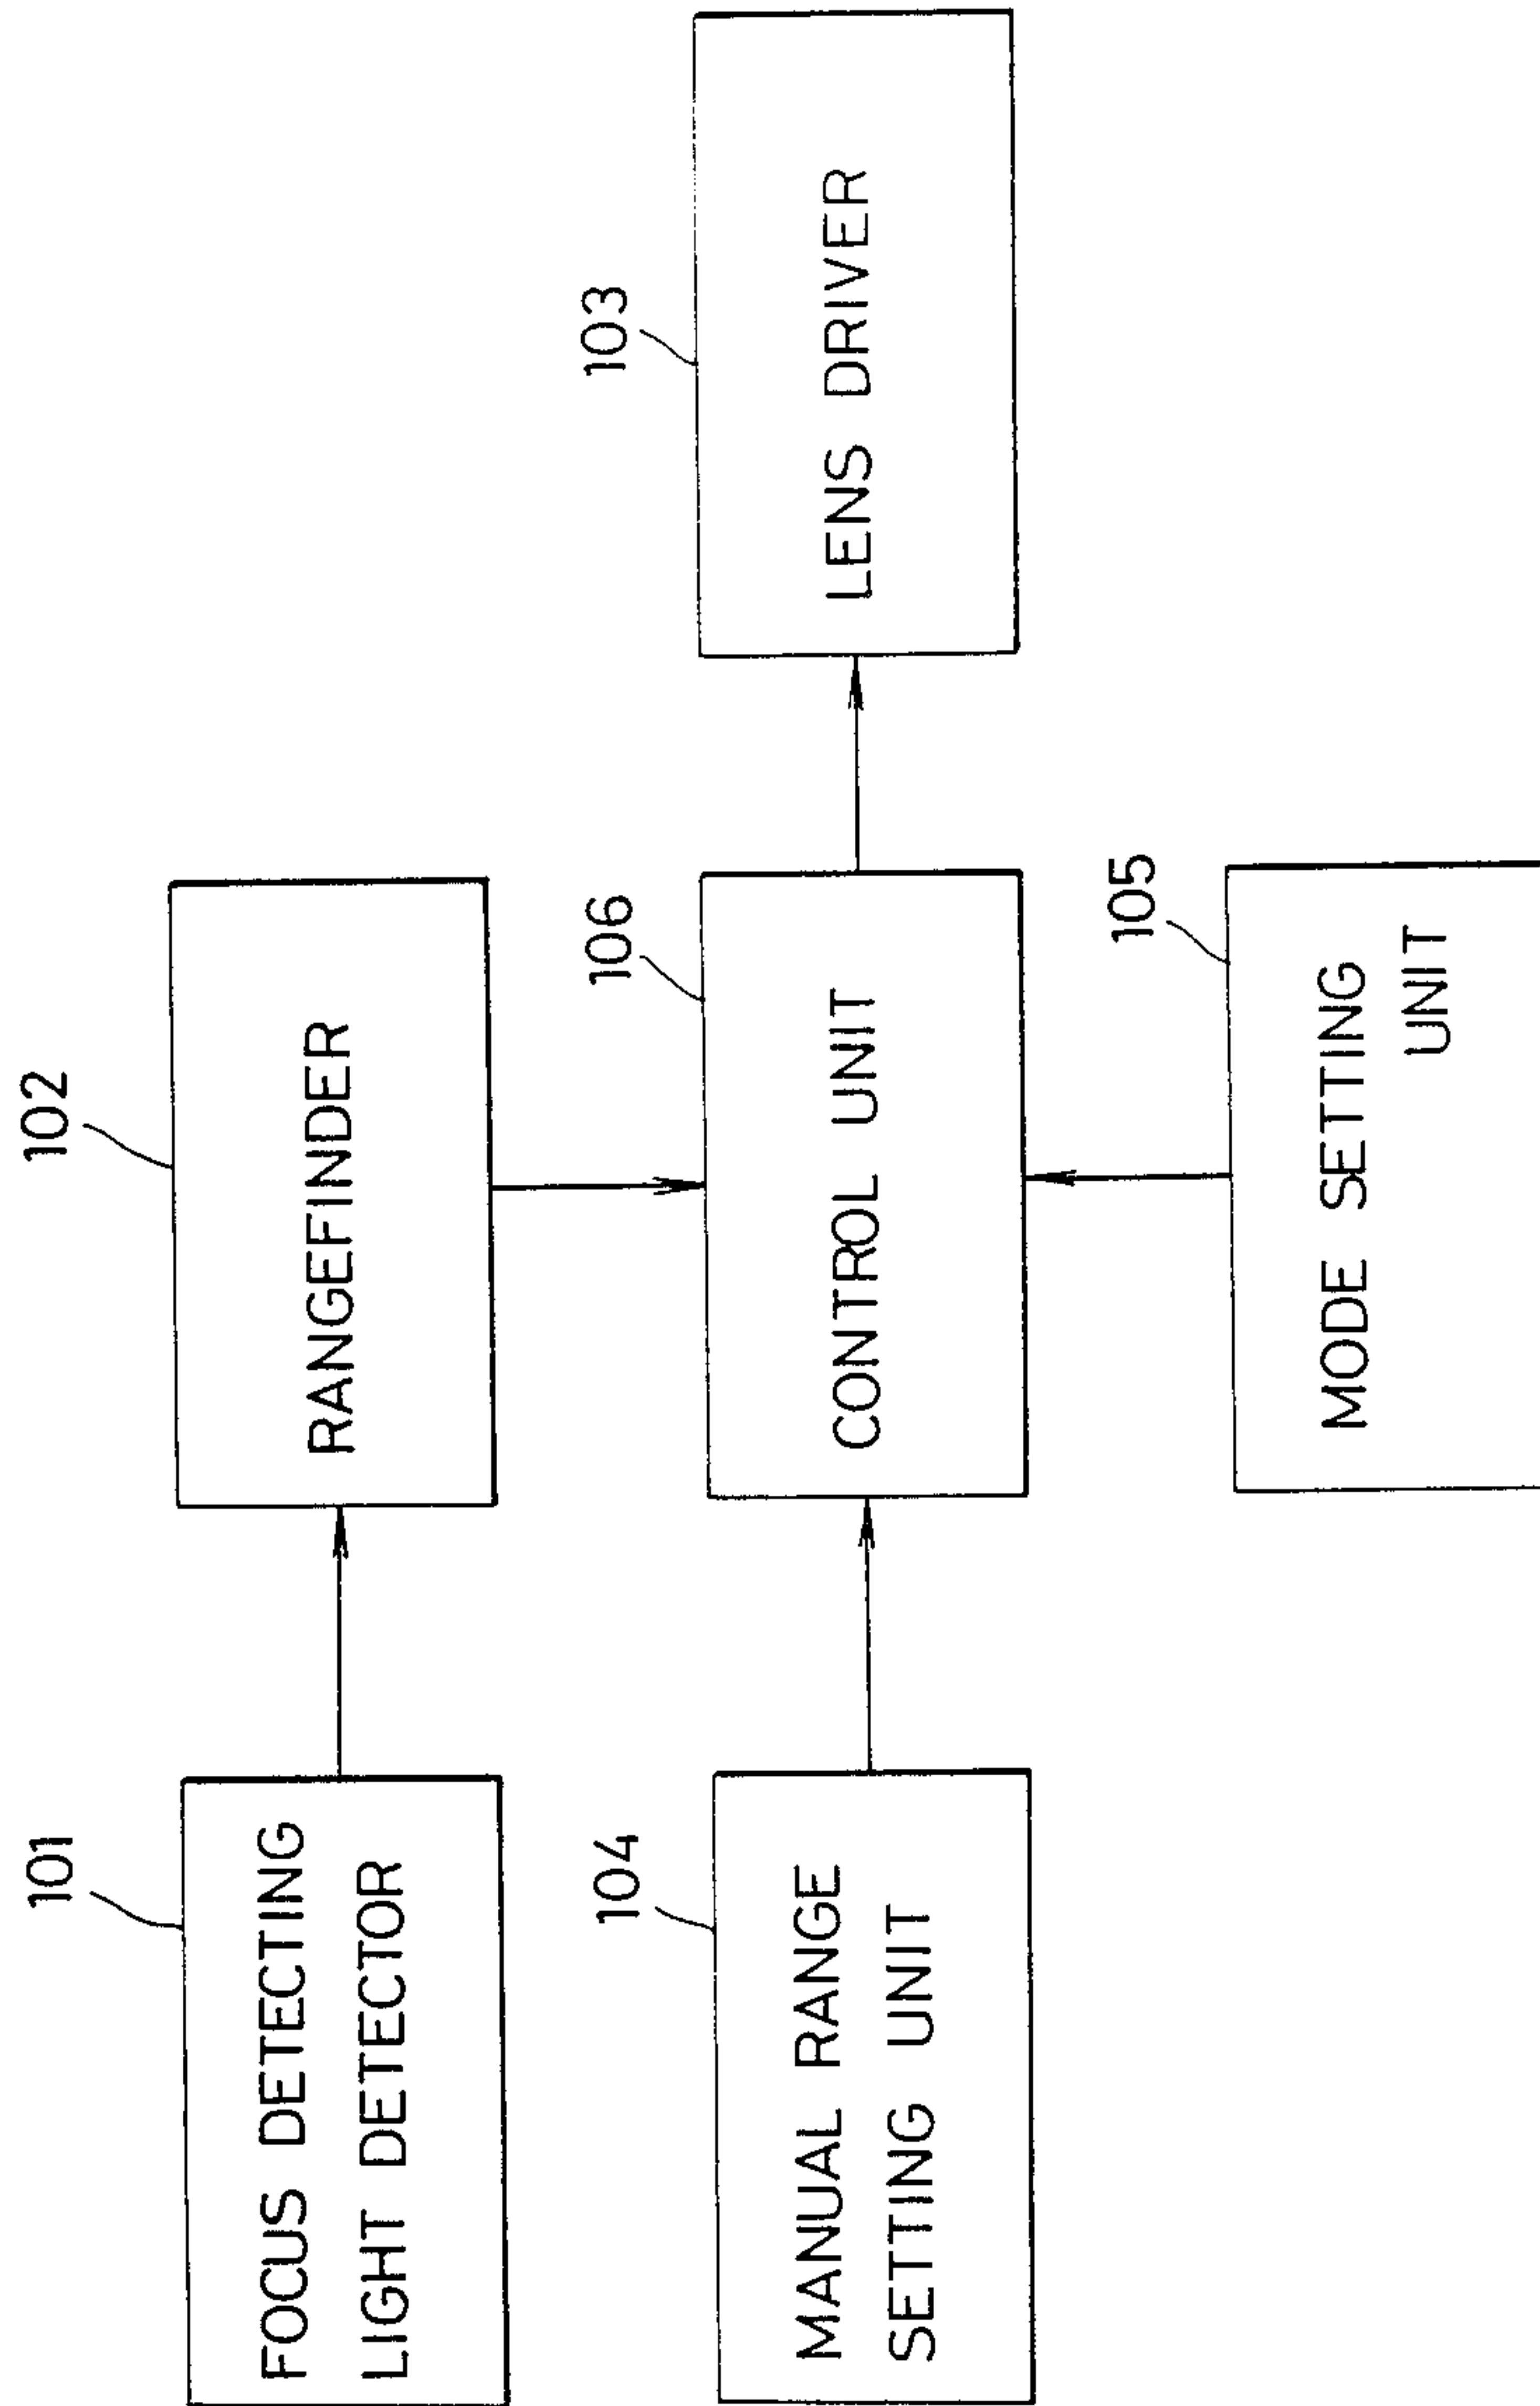 101
FOCUS DETECTING
LIGHT DETECTOR
102
RANGEFINDER
104
MANUAL RANGE
SETTING UNIT
106
CONTROL UNIT
103
LENS DRIVER
105
MODE SETTING
UNIT